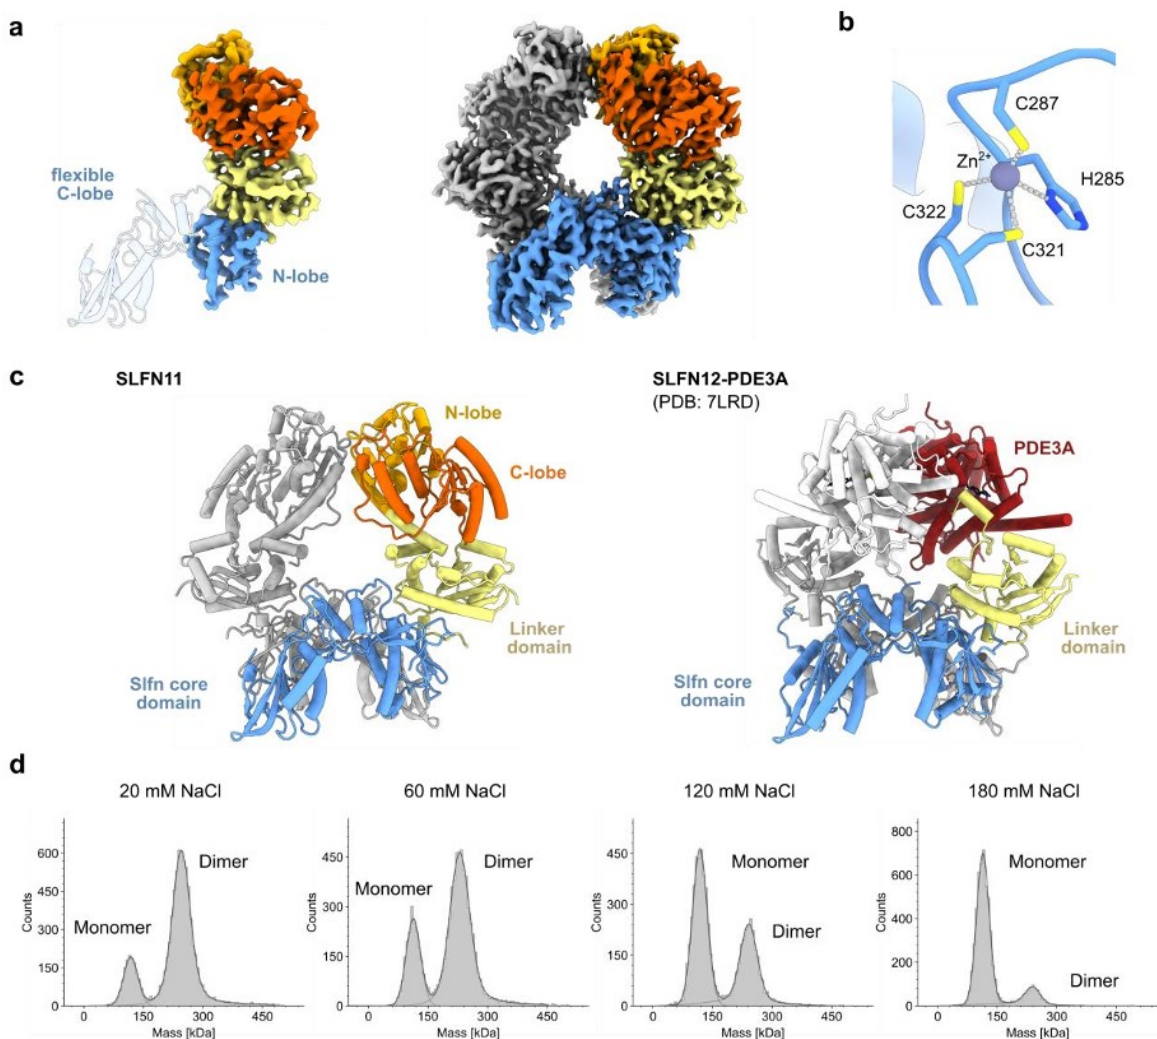 a
flexible
C-lobe
N-lobe
b
C287
Zn2+
H285
C322
C321
c
SLFN11
N-lobe
C-lobe
Linker
domain
Slfn core
domain
SLFN12-PDE3A
(PDB: 7LRD)
PDE3A
Linker
domain
Slfn core
domain
d
20 mM NaCl
Counts
600
450
300
150
0
Monomer
Dimer
0 150 300 450
Mass [kDa]
60 mM NaCl
Counts
450
300
150
0
Monomer
Dimer
0 150 300 450
Mass [kDa]
120 mM NaCl
Counts
450
300
150
0
Monomer
Dimer
0 150 300 450
Mass [kDa]
180 mM NaCl
Counts
800
600
400
200
0
Monomer
Dimer
0 150 300 450
Mass [kDa]